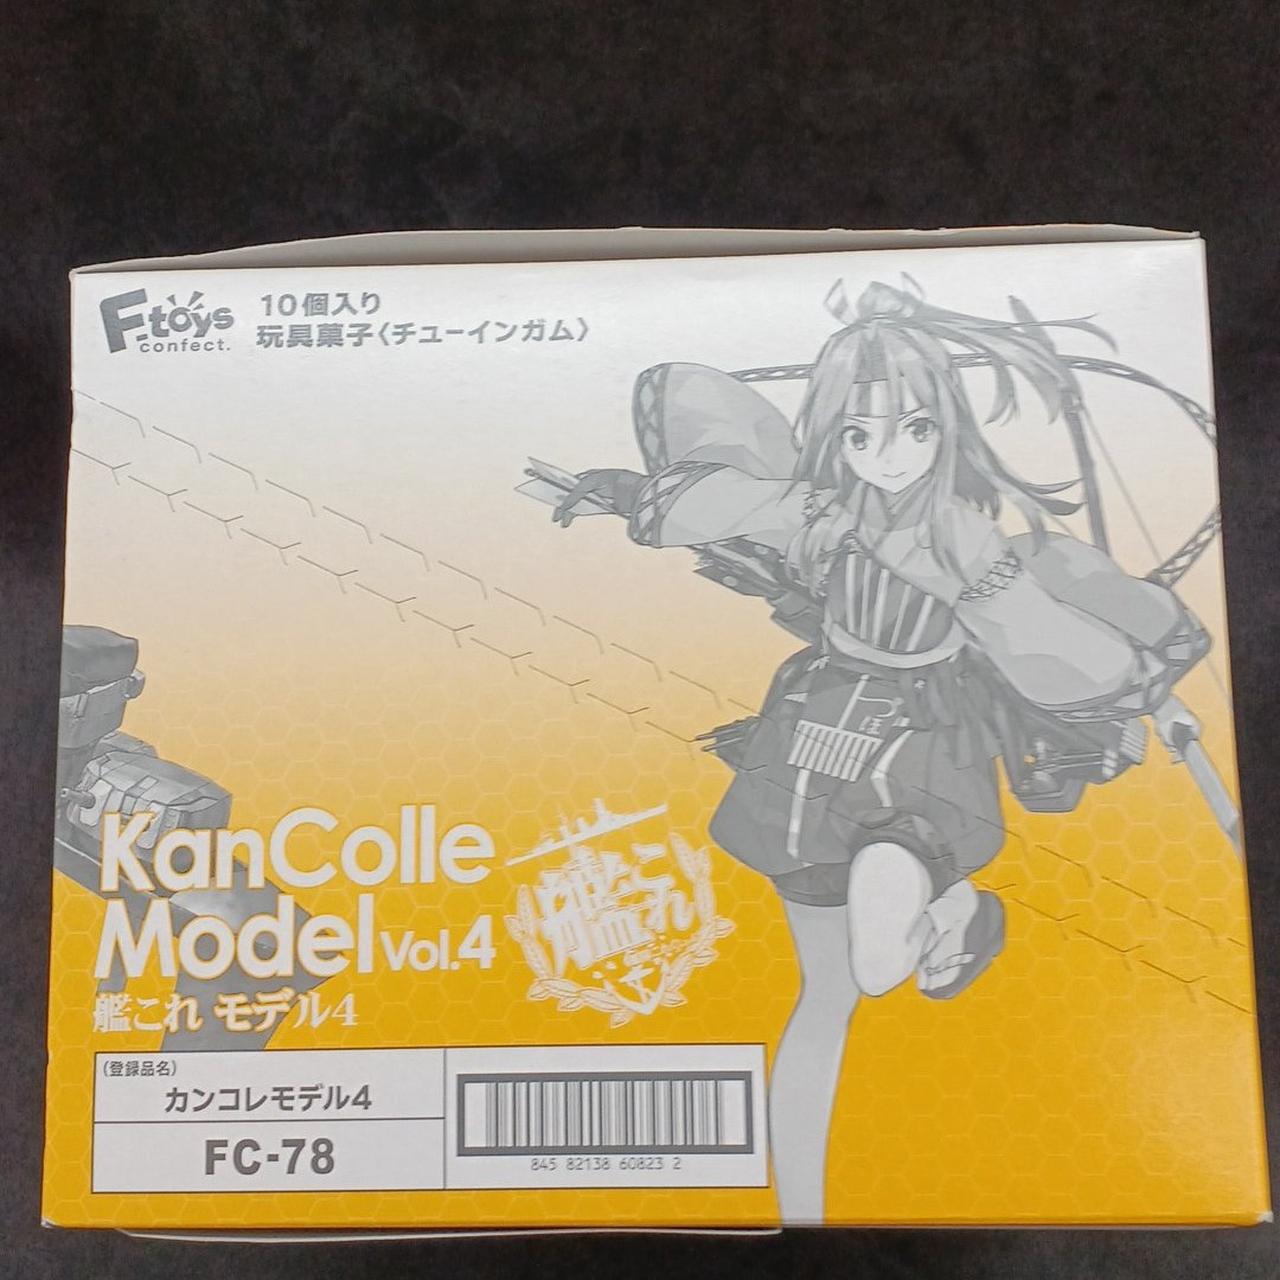 F-toys
confect.
10個入り
玩具菓子〈チューインガム〉
つほ
KanColle
Model Vol.4
艦これ
艦これ モデル4
(登録品名)
カンコレモデル4
FC-78
845 82138 60823 2